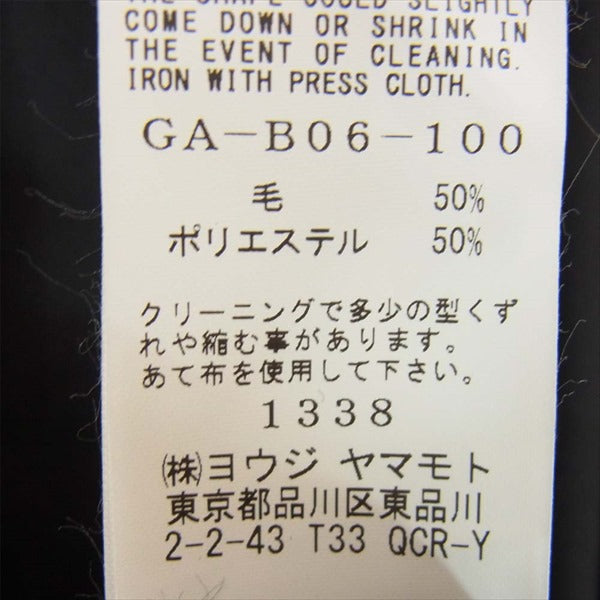 THE SHAPE COULD SLIGHTLY
COME DOWN OR SHRINK IN
THE EVENT OF CLEANING.
IRON WITH PRESS CLOTH.
GA-B06-100
毛 50%
ポリエステル 50%
クリーニングで多少の型くず
れや縮む事があります。
あて布を使用して下さい。
1338
㈱ヨウジ ヤマモト
東京都品川区東品川
2-2-43 T33 QCR-Y